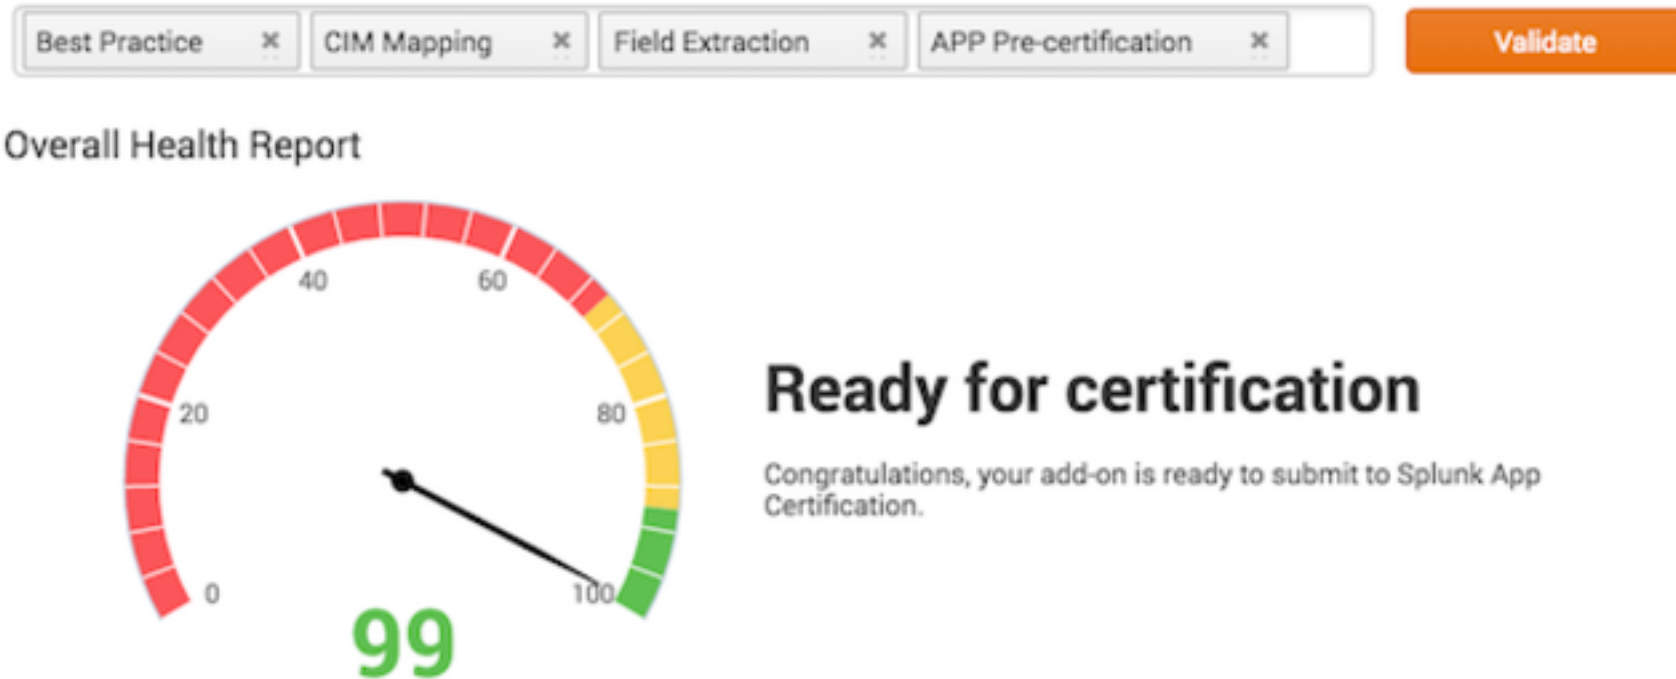 Best Practice × CIM Mapping × Field Extraction × APP Pre-certification × Validate
Overall Health Report
40 60
20 80
Ready for certification
Congratulations, your add-on is ready to submit to Splunk App
Certification.
0 100
99